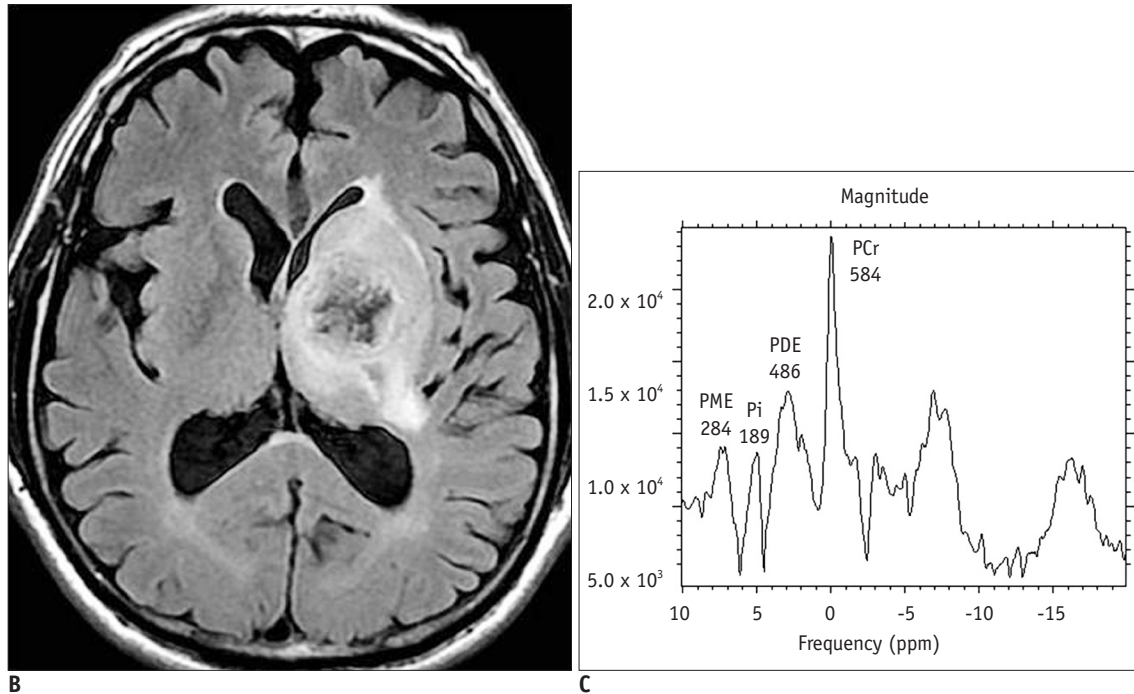 Magnitude
PCr
584
2.0 x 10⁴
PDE
486
1.5 x 10⁴
PME
284
Pi
189
1.0 x 10⁴
5.0 x 10³
10 5 0 -5 -10 -15
Frequency (ppm)
B
C